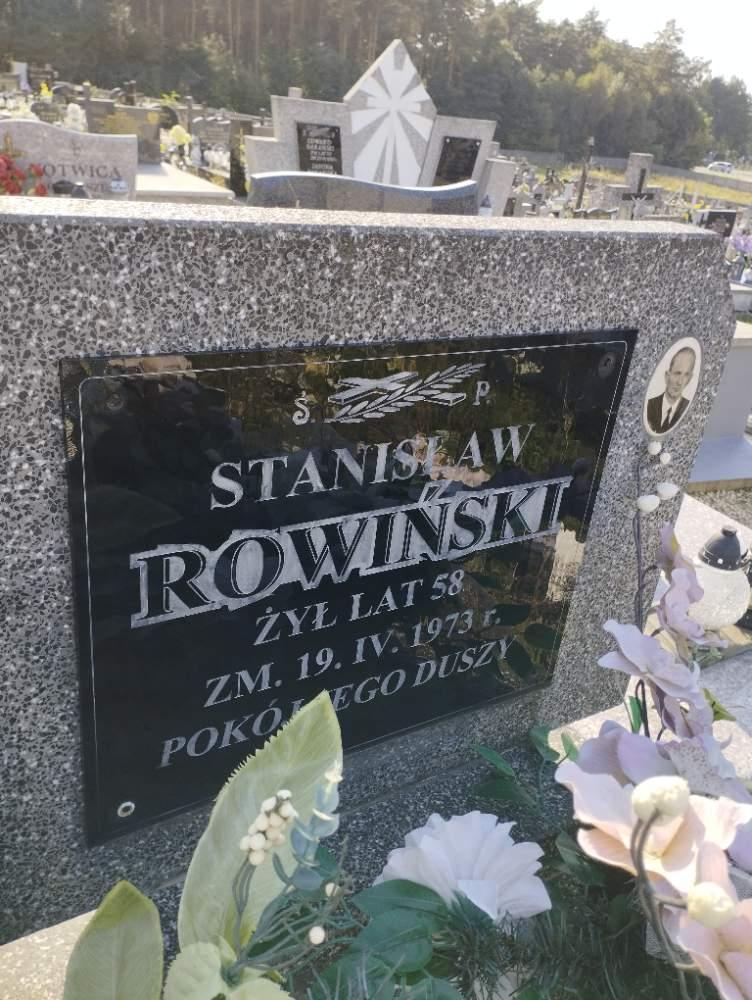 Ś P.
STANISŁAW
ROWIŃSKI
ŻYŁ LAT 58
ZM. 19. IV. 1973 r.
POKÓJ JEGO DUSZY